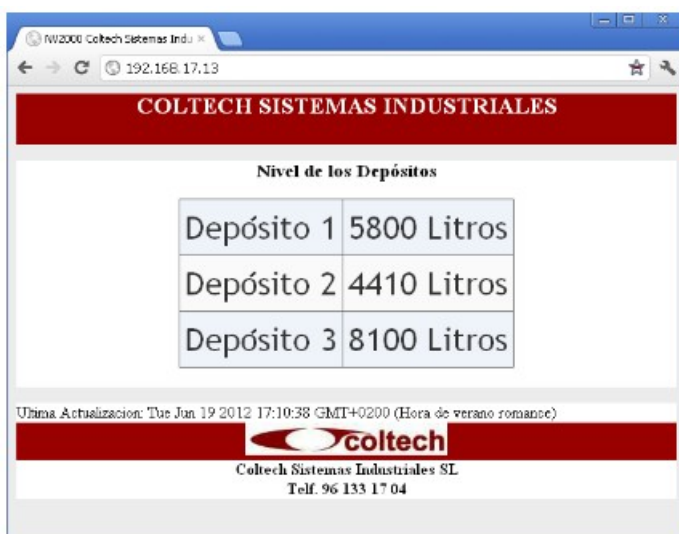 NV2000 Coltech Sistemas Indu
192.168.17.13
COLTECH SISTEMAS INDUSTRIALES
Nivel de los Depósitos
Depósito 1 5800 Litros
Depósito 2 4410 Litros
Depósito 3 8100 Litros
Ultima Actualizacion: Tue Jun 19 2012 17:10:38 GMT+0200 (Hora de verano romance)
coltech
Coltech Sistemas Industriales SL
Telf. 96 133 17 04